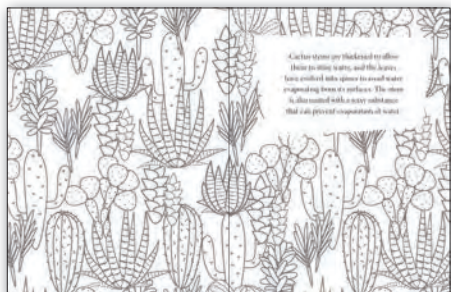 Cactus stems are thickened to allow
them to store water, and the leaves
have evolved into spines to avoid water
evaporating from its surfaces. The stem
is also coated with a waxy substance
that can prevent evaporation of water.